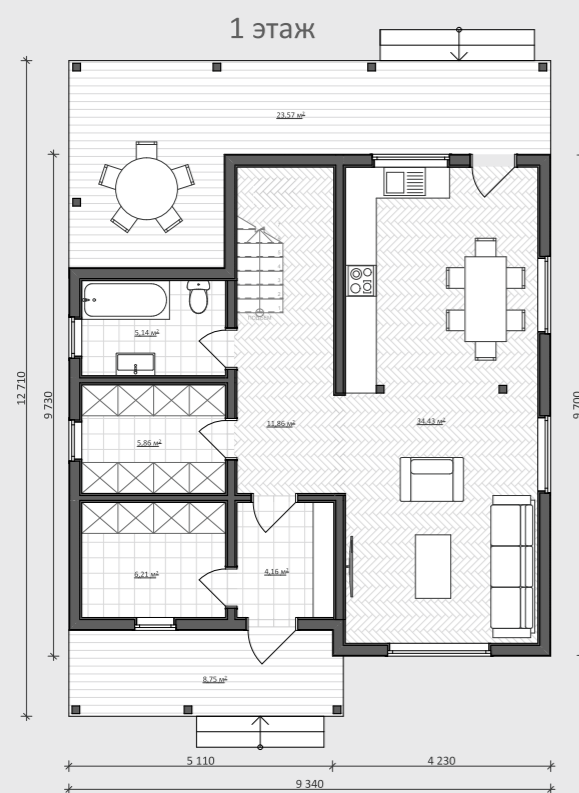 1 этаж
23,57 м²
5,14 м²
12 710
9 730
9 700
5,86 м²
11,86 м²
34,43 м²
6,21 м²
4,16 м²
8,75 м²
5 110
4 230
9 340